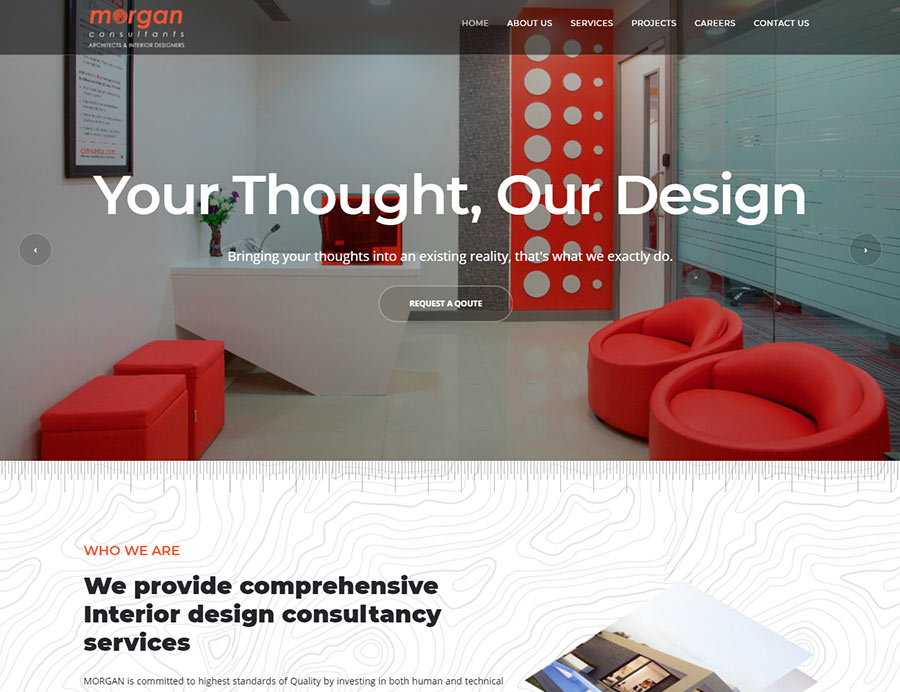 morgan
consultants
ARCHITECTS & INTERIOR DESIGNERS
HOME ABOUT US SERVICES PROJECTS CAREERS CONTACT US
Your Thought, Our Design
Bringing your thoughts into an existing reality, that's what we exactly do.
REQUEST A QOUTE
WHO WE ARE
We provide comprehensive
Interior design consultancy
services
MORGAN is committed to highest standards of Quality by investing in both human and technical